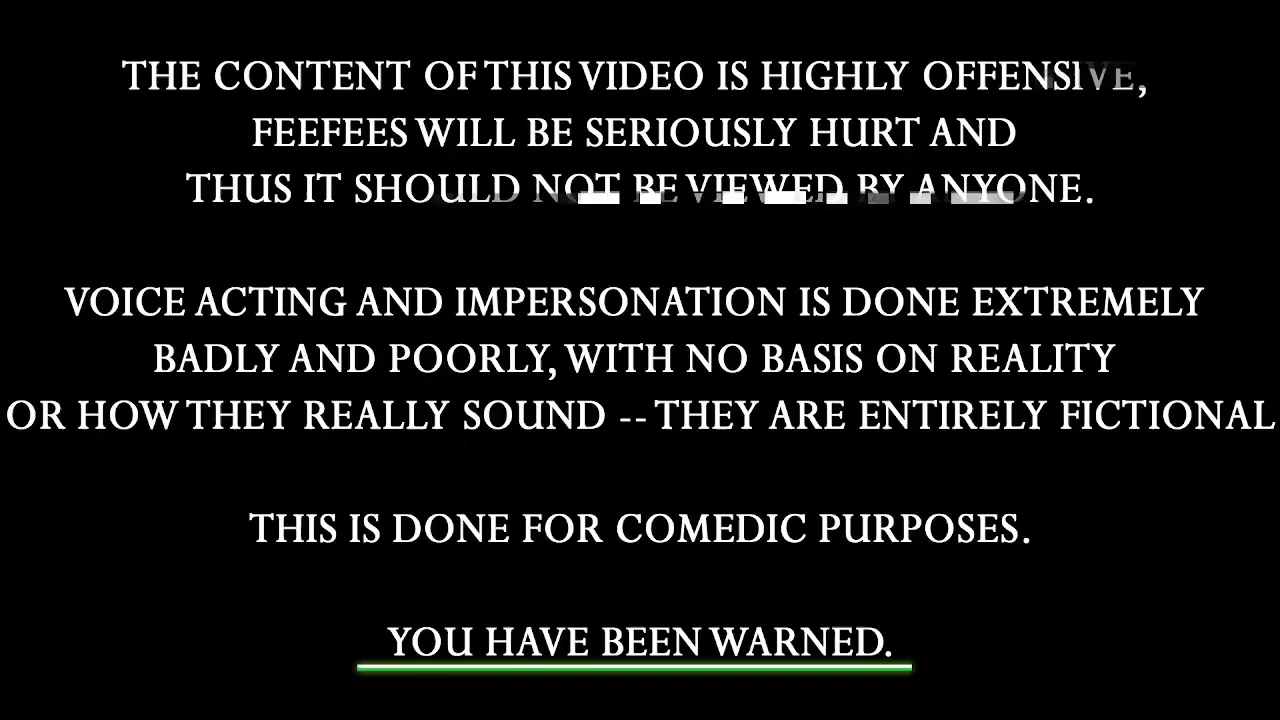 THE CONTENT OF THIS VIDEO IS HIGHLY OFFENSIVE,
FEEFEES WILL BE SERIOUSLY HURT AND
THUS IT SHOULD NOT BE VIEWED BY ANYONE.
VOICE ACTING AND IMPERSONATION IS DONE EXTREMELY
BADLY AND POORLY, WITH NO BASIS ON REALITY
OR HOW THEY REALLY SOUND -- THEY ARE ENTIRELY FICTIONAL
THIS IS DONE FOR COMEDIC PURPOSES.
YOU HAVE BEEN WARNED.